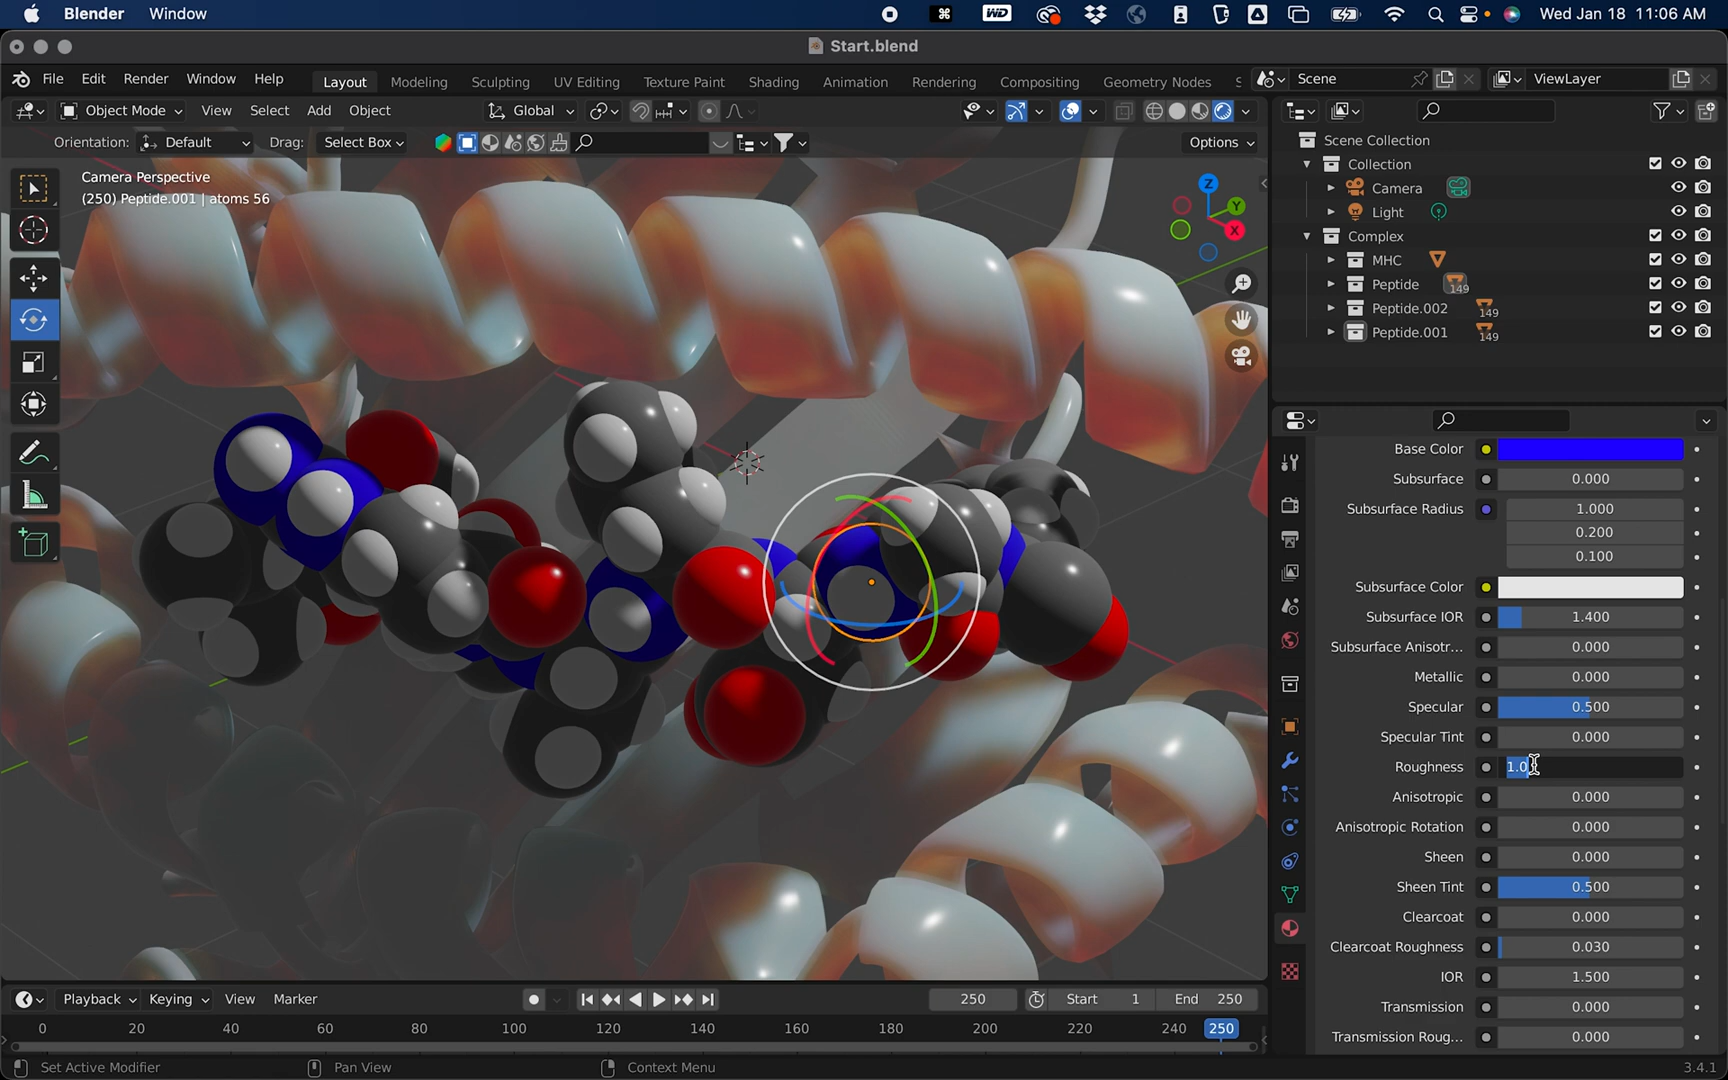 Blender Window Wed Jan 18 11:06 AM
Start.blend
File Edit Render Window Help Layout Modeling Sculpting UV Editing Texture Paint Shading Animation Rendering Compositing Geometry Nodes S Scene ViewLayer
Object Mode View Select Add Object Global
Orientation: Default Drag: Select Box Options
Camera Perspective
(250) Peptide.001 | atoms 56
Z
Y
X
Scene Collection
Collection
Camera
Light
Complex
MHC
Peptide 149
Peptide.002 149
Peptide.001 149
Base Color
Subsurface 0.000
Subsurface Radius 1.000
0.200
0.100
Subsurface Color
Subsurface IOR 1.400
Subsurface Anisotr... 0.000
Metallic 0.000
Specular 0.500
Specular Tint 0.000
Roughness 1.0
Anisotropic 0.000
Anisotropic Rotation 0.000
Sheen 0.000
Sheen Tint 0.500
Clearcoat 0.000
Clearcoat Roughness 0.030
IOR 1.500
Transmission 0.000
Transmission Roug... 0.000
Playback Keying View Marker 250 Start 1 End 250
0 20 40 60 80 100 120 140 160 180 200 220 240 250
Set Active Modifier Pan View Context Menu 3.4.1